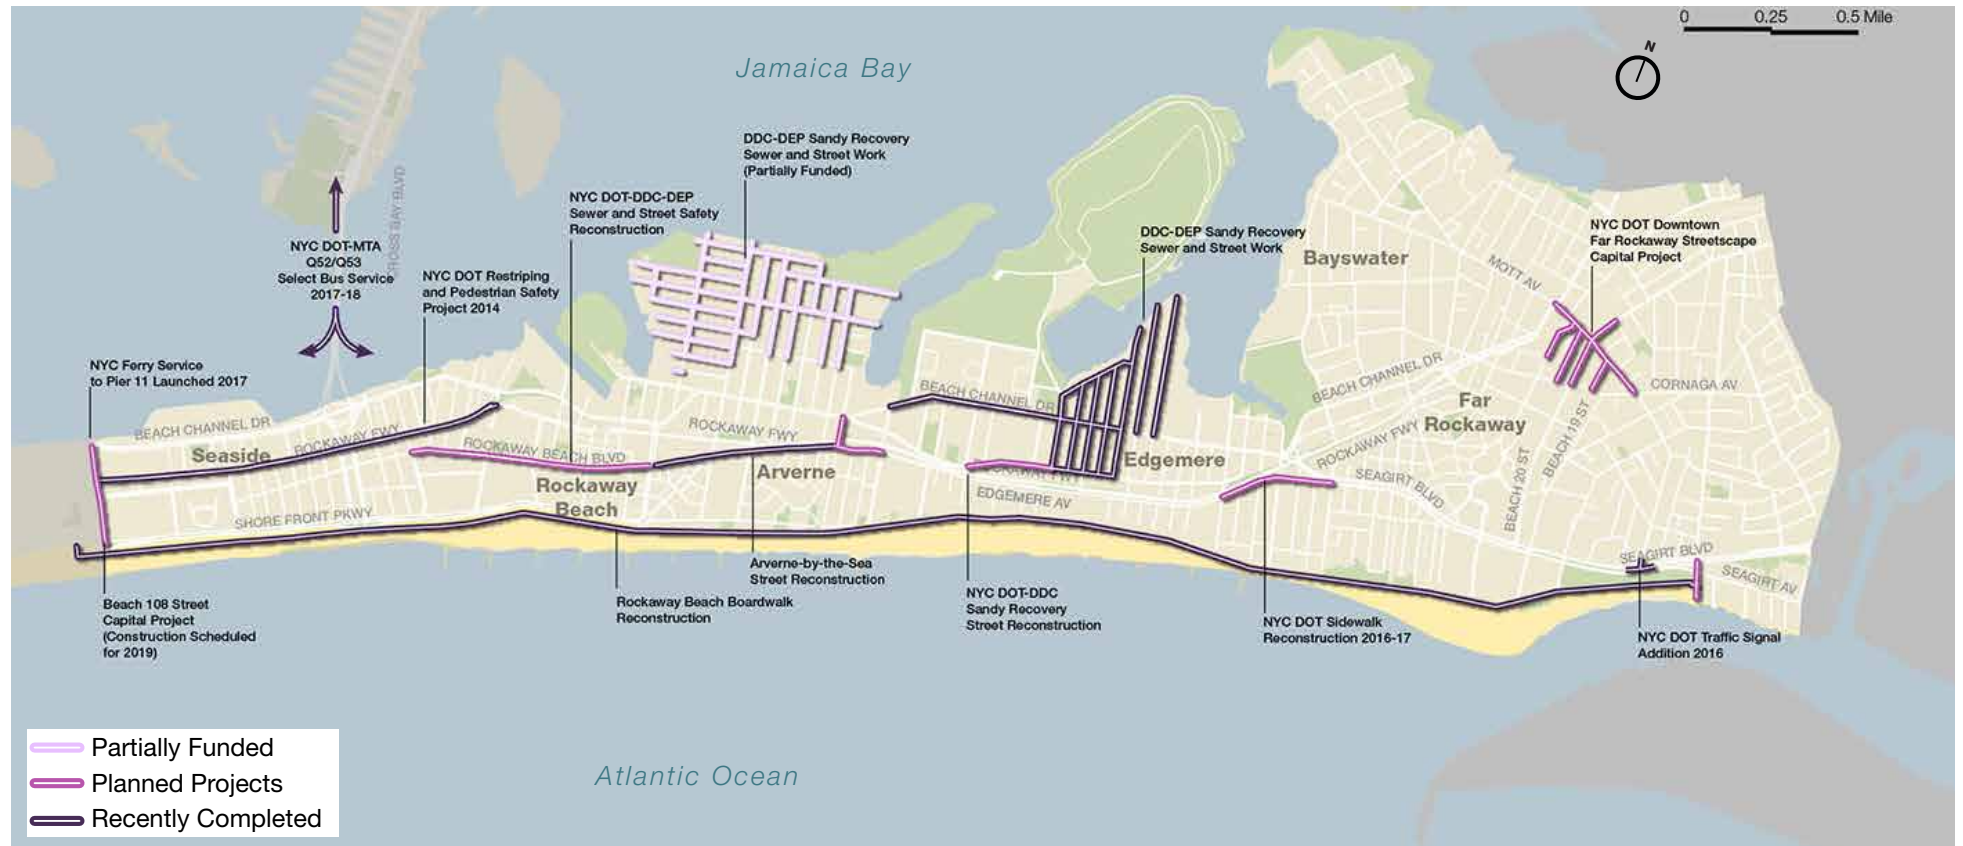 0 0.25 0.5 Mile
N
Jamaica Bay
DDC-DEP Sandy Recovery
Sewer and Street Work
(Partially Funded)
NYC DOT-DDC-DEP
Sewer and Street Safety
Reconstruction
CROSS BAY BLVD
NYC DOT-MTA
Q52/Q53
Select Bus Service
2017-18
NYC DOT Restriping
and Pedestrian Safety
Project 2014
DDC-DEP Sandy Recovery
Sewer and Street Work
NYC DOT Downtown
Far Rockaway Streetscape
Capital Project
Bayswater
MOTT AV
NYC Ferry Service
to Pier 11 Launched 2017
BEACH CHANNEL DR
Seaside
ROCKAWAY FWY
ROCKAWAY BEACH BLVD
ROCKAWAY FWY
BEACH CHANNEL DR
BEACH CHANNEL DR
CORNAGA AV
Far
Rockaway
ROCKAWAY FWY
BEACH 19 ST
BEACH 20 ST
Arverne
Edgemere
ROCKAWAY FWY
EDGEMERE AV
SEAGIRT BLVD
Rockaway
Beach
SHORE FRONT PKWY
SEAGIRT BLVD
SEAGIRT AV
Arverne-by-the-Sea
Street Reconstruction
Rockaway Beach Boardwalk
Reconstruction
NYC DOT-DDC
Sandy Recovery
Street Reconstruction
NYC DOT Sidewalk
Reconstruction 2016-17
NYC DOT Traffic Signal
Addition 2016
Beach 108 Street
Capital Project
(Construction Scheduled
for 2019)
Partially Funded
Planned Projects
Recently Completed
Atlantic Ocean